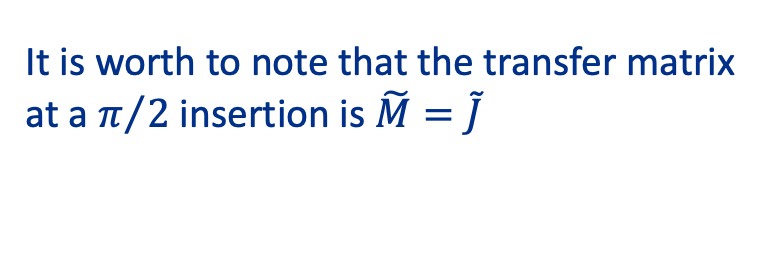 It is worth to note that the transfer matrix
at a π/2 insertion is M̃ = J̃